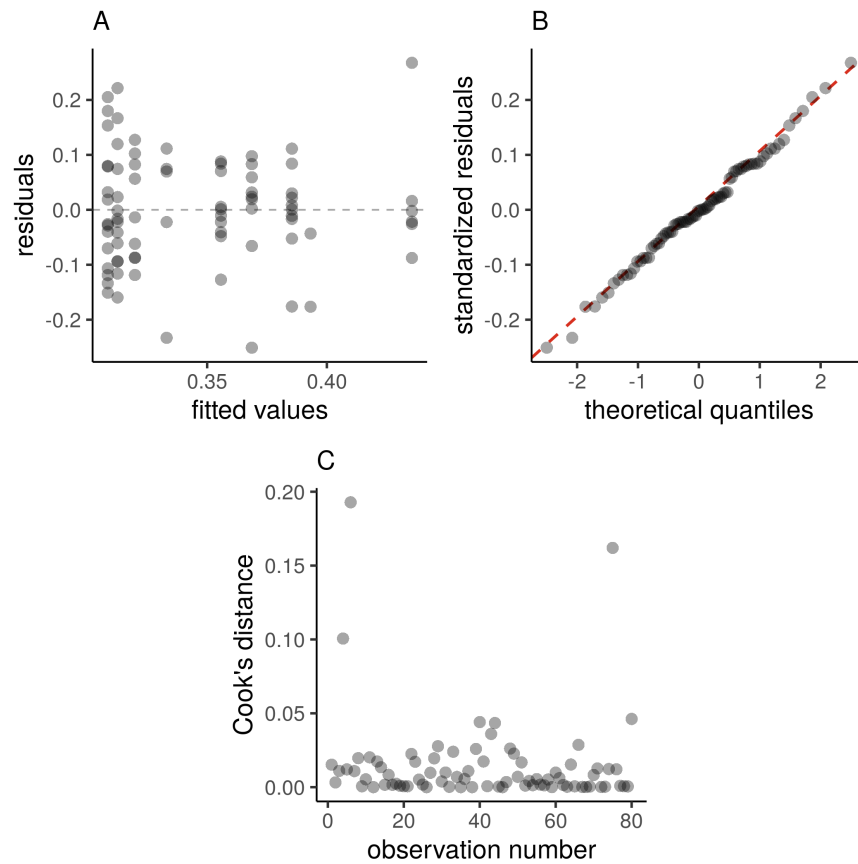 A
residuals
0.2
0.1
0.0
-0.1
-0.2
0.35 0.40
fitted values
B
standardized residuals
0.2
0.1
0.0
-0.1
-0.2
-2 -1 0 1 2
theoretical quantiles
C
Cook's distance
0.20
0.15
0.10
0.05
0.00
0 20 40 60 80
observation number